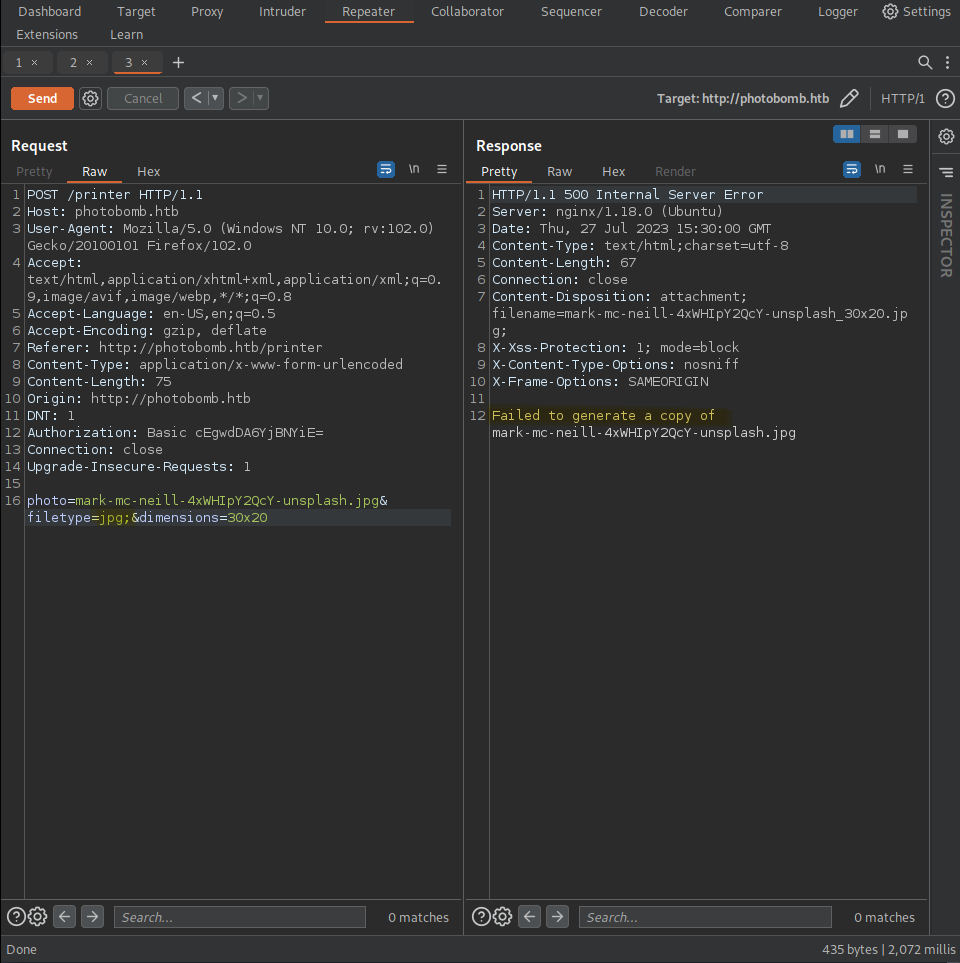 Dashboard Target Proxy Intruder Repeater Collaborator Sequencer Decoder Comparer Logger Settings
Extensions Learn
1 × 2 × 3 × +
Send Cancel < > Target: http://photobomb.htb HTTP/1 ?
Request
Pretty Raw Hex \n
1 POST /printer HTTP/1.1
2 Host: photobomb.htb
3 User-Agent: Mozilla/5.0 (Windows NT 10.0; rv:102.0)
Gecko/20100101 Firefox/102.0
4 Accept:
text/html,application/xhtml+xml,application/xml;q=0.
9,image/avif,image/webp,*/*;q=0.8
5 Accept-Language: en-US,en;q=0.5
6 Accept-Encoding: gzip, deflate
7 Referer: http://photobomb.htb/printer
8 Content-Type: application/x-www-form-urlencoded
9 Content-Length: 75
10 Origin: http://photobomb.htb
11 DNT: 1
12 Authorization: Basic cEgwdDA6YjBNYiE=
13 Connection: close
14 Upgrade-Insecure-Requests: 1
15
16 photo=mark-mc-neill-4xWHIpY2QcY-unsplash.jpg&
filetype=jpg;&dimensions=30x20
? Search... 0 matches
Response
Pretty Raw Hex Render \n
1 HTTP/1.1 500 Internal Server Error
2 Server: nginx/1.18.0 (Ubuntu)
3 Date: Thu, 27 Jul 2023 15:30:00 GMT
4 Content-Type: text/html;charset=utf-8
5 Content-Length: 67
6 Connection: close
7 Content-Disposition: attachment;
filename=mark-mc-neill-4xWHIpY2QcY-unsplash_30x20.jp
g;
8 X-Xss-Protection: 1; mode=block
9 X-Content-Type-Options: nosniff
10 X-Frame-Options: SAMEORIGIN
11
12 Failed to generate a copy of
mark-mc-neill-4xWHIpY2QcY-unsplash.jpg
? Search... 0 matches
INSPECTOR
Done 435 bytes | 2,072 millis